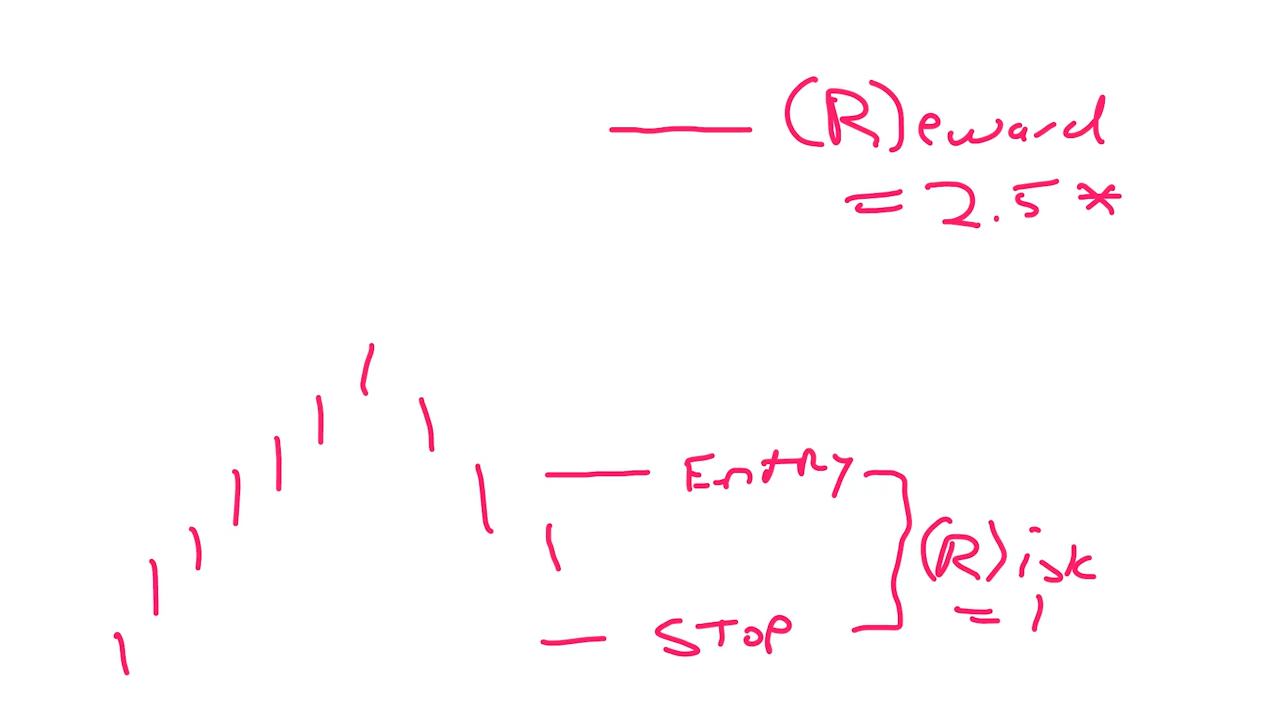 (R)eward
= 2.5 *
Entry
STOP
(R)isk
= 1